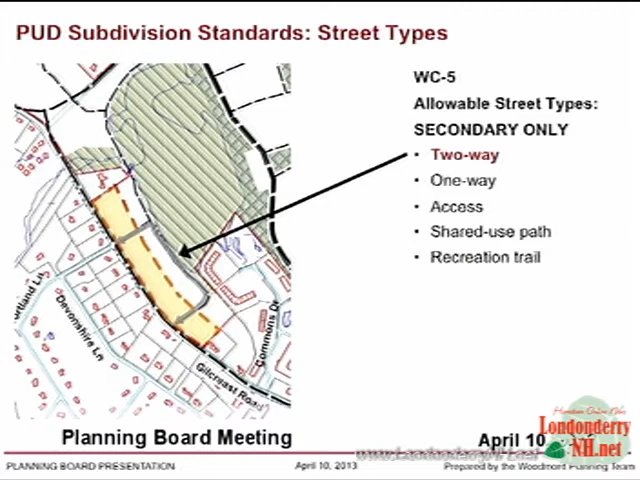 PUD Subdivision Standards: Street Types
WC-5
Allowable Street Types:
SECONDARY ONLY
• Two-way
• One-way
• Access
• Shared-use path
• Recreation trail
Devonshire Ln
Commons Dr
Gilcreast Road
Planning Board Meeting
April 10
Londonderry
NH.net
PLANNING BOARD PRESENTATION
April 10, 2013
Prepared by the Woodmont Planning Team